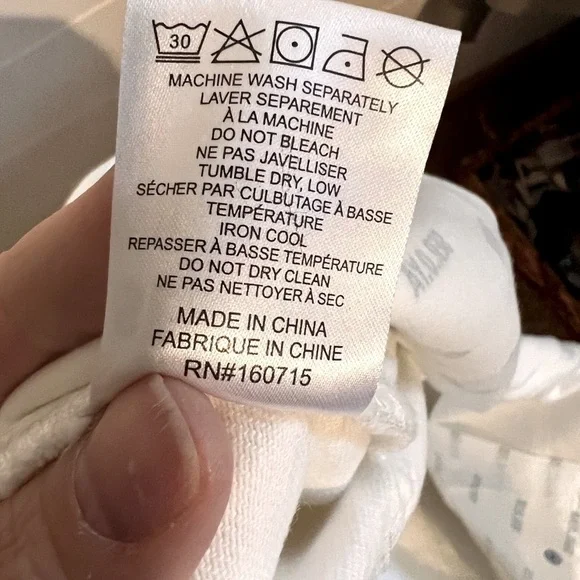 30
MACHINE WASH SEPARATELY
LAVER SEPAREMENT
À LA MACHINE
DO NOT BLEACH
NE PAS JAVELLISER
TUMBLE DRY, LOW
SÉCHER PAR CULBUTAGE À BASSE
TEMPÉRATURE
IRON COOL
REPASSER À BASSE TEMPÉRATURE
DO NOT DRY CLEAN
NE PAS NETTOYER À SEC
MADE IN CHINA
FABRIQUE IN CHINE
RN#160715